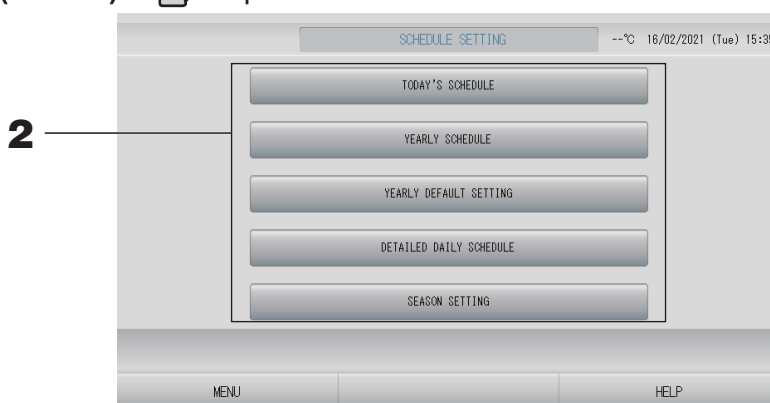 SCHEDULE SETTING --℃ 16/02/2021 (Tue) 15:35
TODAY'S SCHEDULE
2
YEARLY SCHEDULE
YEARLY DEFAULT SETTING
DETAILED DAILY SCHEDULE
SEASON SETTING
MENU HELP